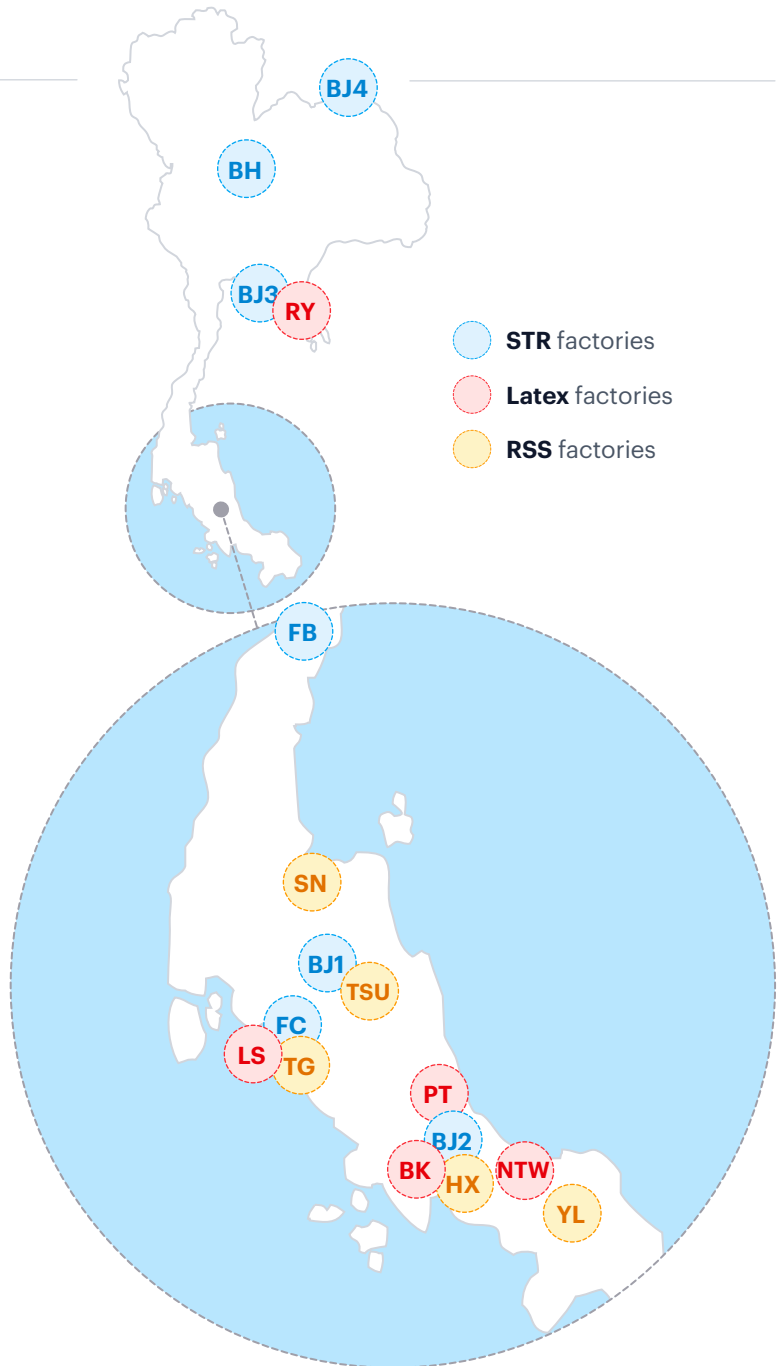 BJ4
BH
BJ3
RY
STR factories
Latex factories
RSS factories
FB
SN
BJ1
TSU
FC
LS
TG
PT
BJ2
BK
HX
NTW
YL